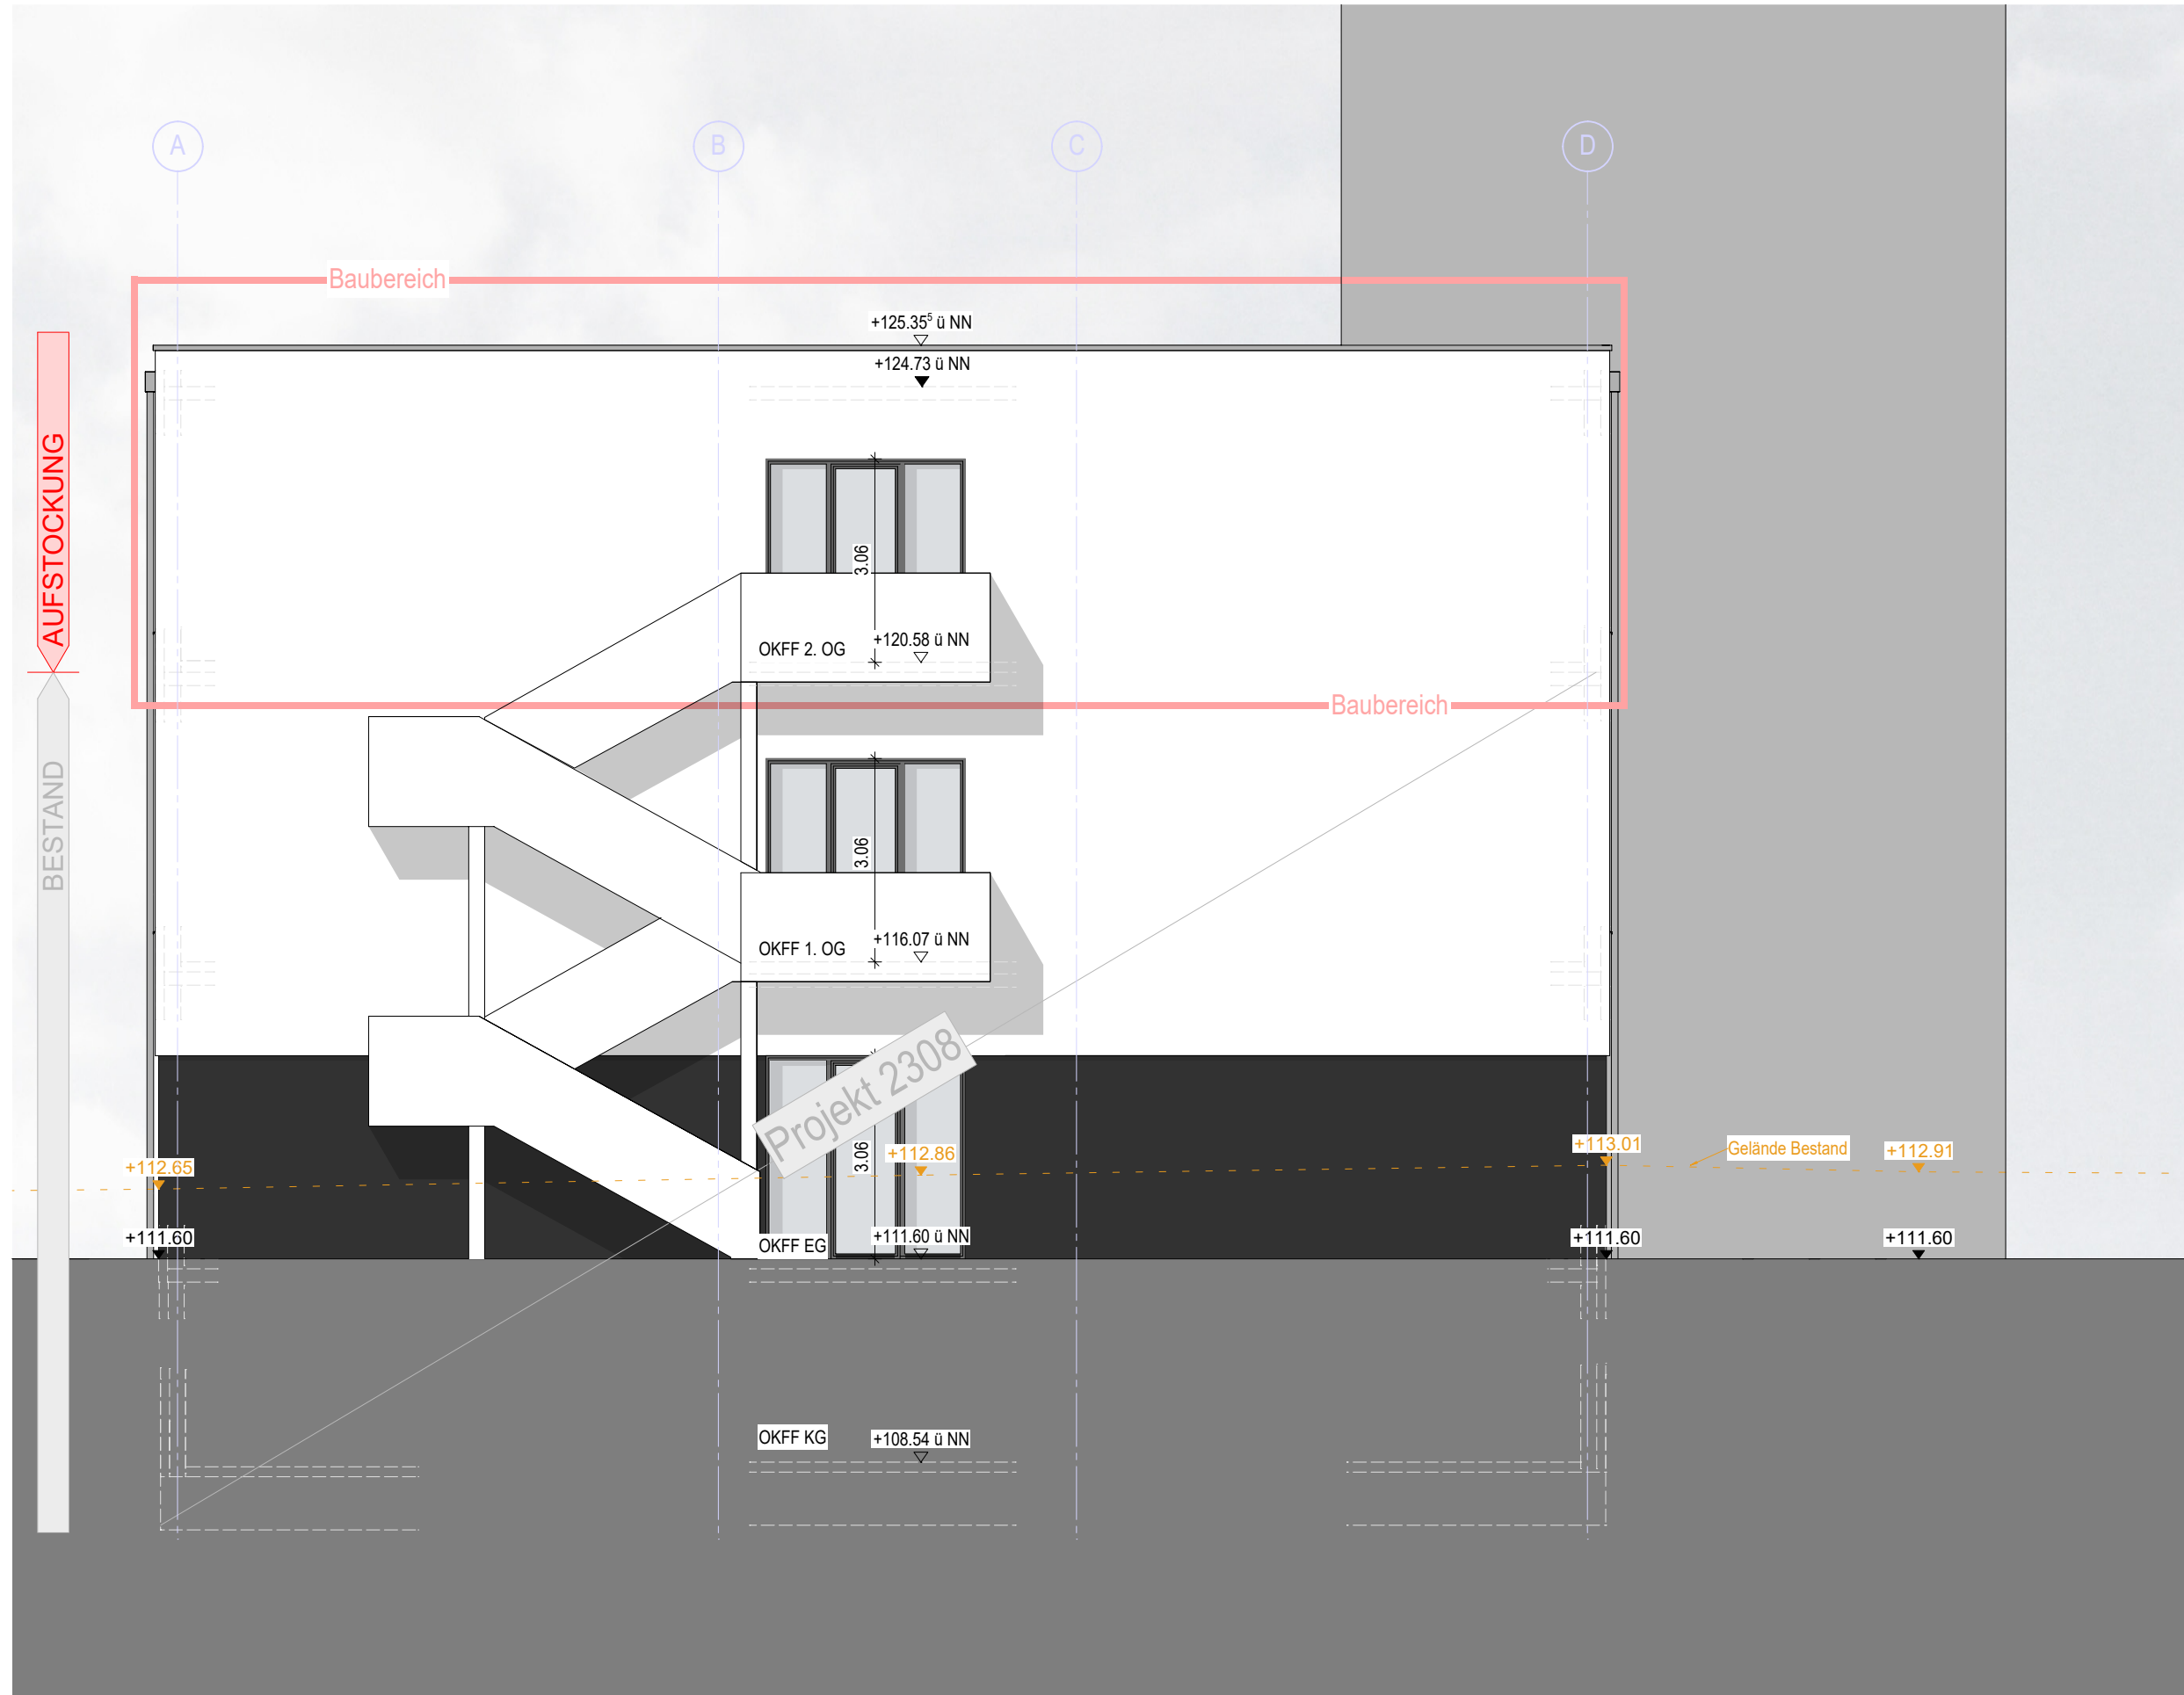 A
B
C
D
Baubereich
+125.35⁵ ü NN
+124.73 ü NN
AUFSTOCKUNG
3.06
OKFF 2. OG
+120.58 ü NN
Baubereich
BESTAND
3.06
OKFF 1. OG
+116.07 ü NN
Projekt 2308
3.06
+112.65
+112.86
+113.01
Gelände Bestand
+112.91
+111.60
OKFF EG
+111.60 ü NN
+111.60
+111.60
OKFF KG
+108.54 ü NN